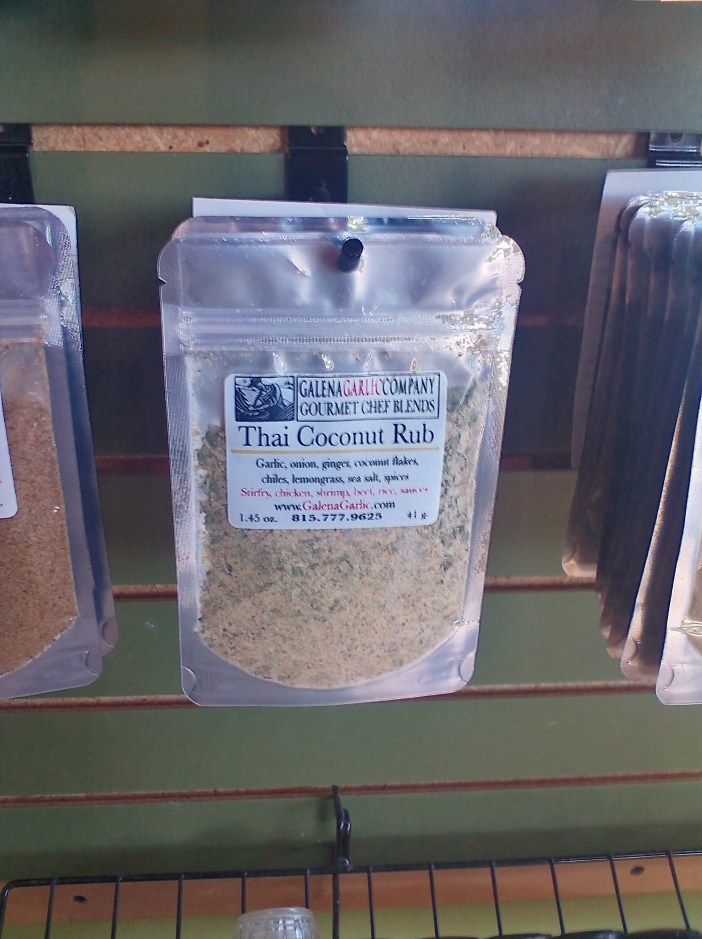 GALENAGARLICCOMPANY
GOURMET CHEF BLENDS
Thai Coconut Rub
Garlic, onion, ginger, coconut flakes,
chiles, lemongrass, sea salt, spices
Stirfry, chicken, shrimp, beef, rice, sauces
www.GalenaGarlic.com
1.45 oz. 815.777.9625 41 g